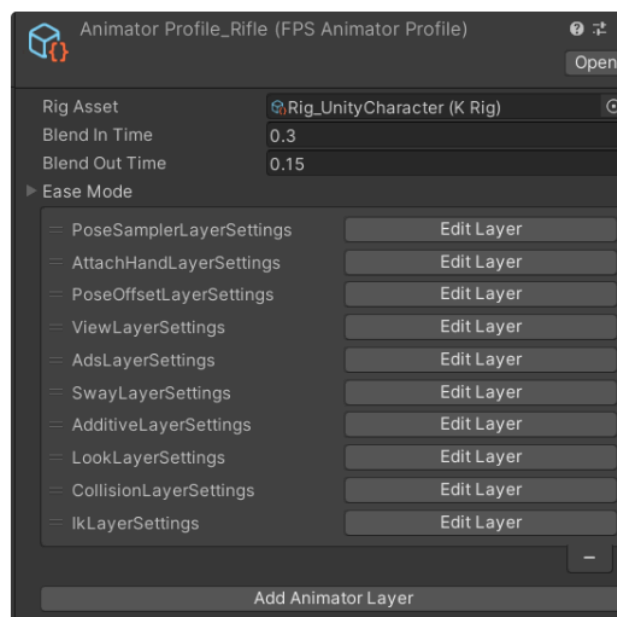 Animator Profile_Rifle (FPS Animator Profile)
Open
Rig Asset Rig_UnityCharacter (K Rig)
Blend In Time 0.3
Blend Out Time 0.15
Ease Mode
PoseSamplerLayerSettings Edit Layer
AttachHandLayerSettings Edit Layer
PoseOffsetLayerSettings Edit Layer
ViewLayerSettings Edit Layer
AdsLayerSettings Edit Layer
SwayLayerSettings Edit Layer
AdditiveLayerSettings Edit Layer
LookLayerSettings Edit Layer
CollisionLayerSettings Edit Layer
IkLayerSettings Edit Layer
Add Animator Layer